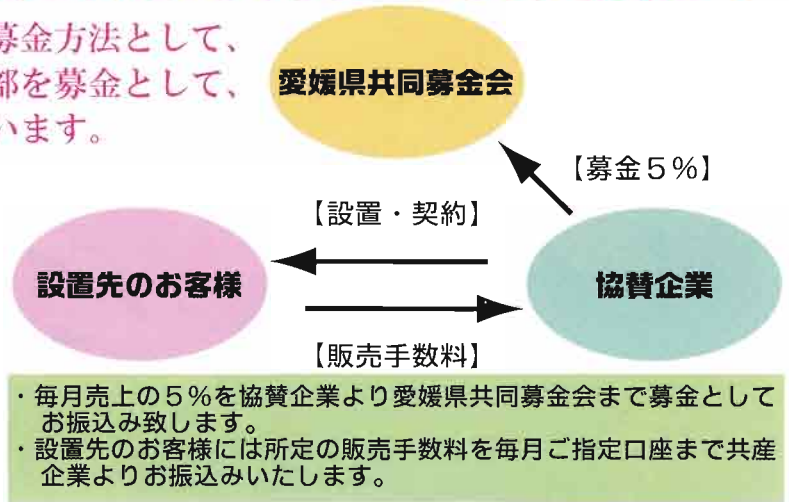 募金方法として、
部を募金として、
います。
愛媛県共同募金会
【募金５%】
【設置・契約】
設置先のお客様
協賛企業
【販売手数料】
・毎月売上の５%を協賛企業より愛媛県共同募金会まで募金として
お振込み致します。
・設置先のお客様には所定の販売手数料を毎月ご指定口座まで共産
企業よりお振込みいたします。